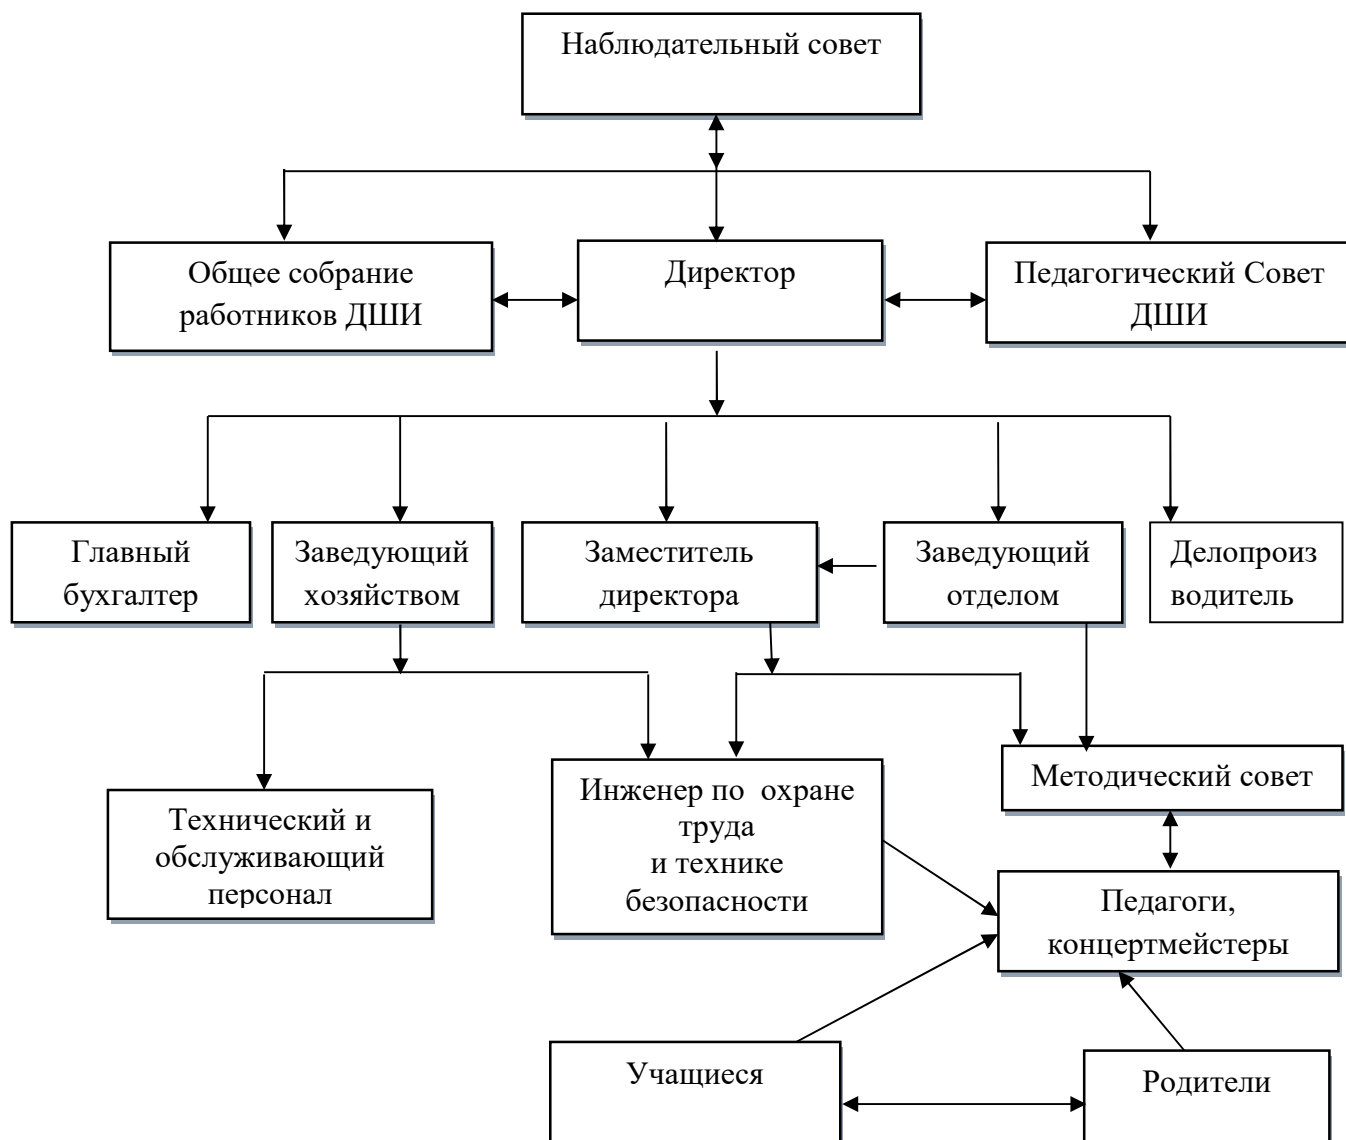 Наблюдательный совет
Общее собрание
работников ДШИ
Директор
Педагогический Совет
ДШИ
Главный
бухгалтер
Заведующий
хозяйством
Заместитель
директора
Заведующий
отделом
Делопроиз
водитель
Технический и
обслуживающий
персонал
Инженер по  охране
труда
и технике
безопасности
Методический совет
Педагоги,
концертмейстеры
Учащиеся
Родители